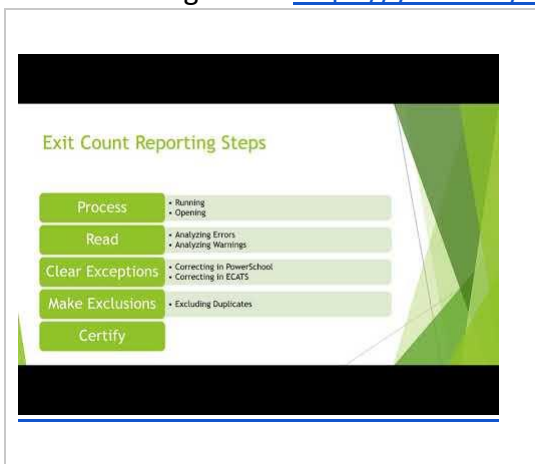 Exit Count Reporting Steps
Process
• Running
• Opening
Read
• Analyzing Errors
• Analyzing Warnings
Clear Exceptions
• Correcting in PowerSchool
• Correcting in ECATS
Make Exclusions
• Excluding Duplicates
Certify